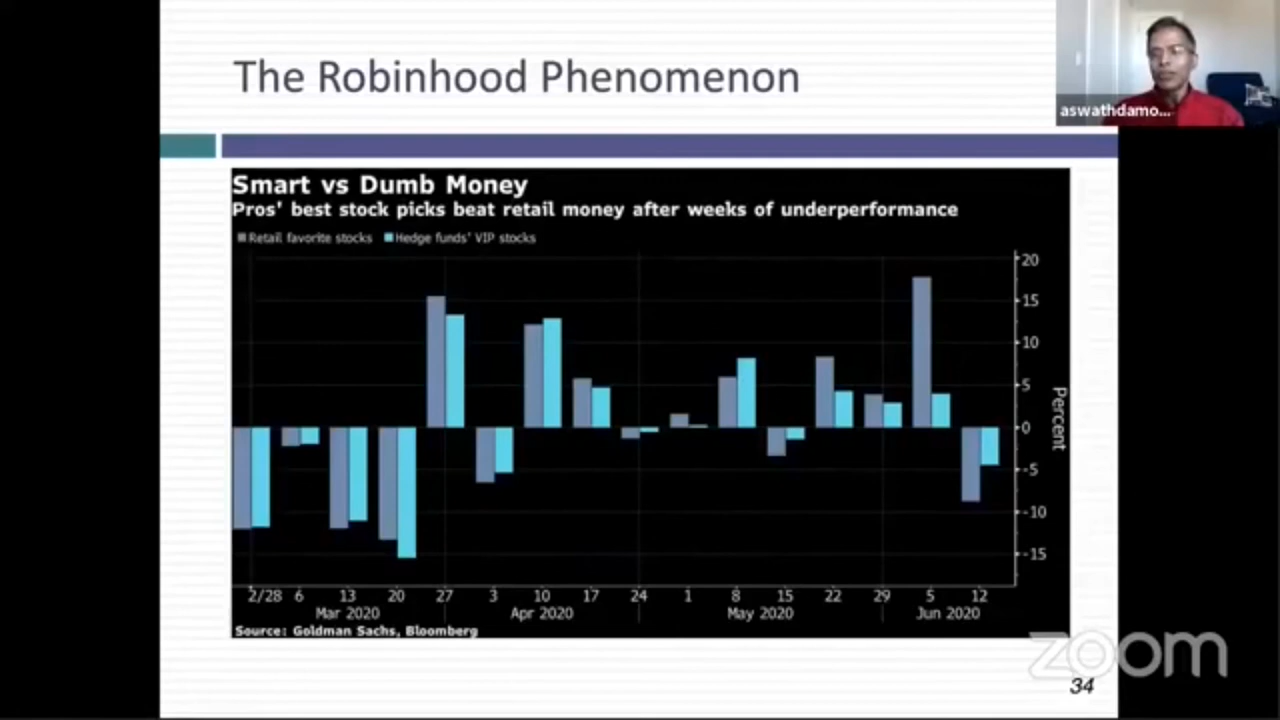 The Robinhood Phenomenon
aswathdamo...
Smart vs Dumb Money
Pros' best stock picks beat retail money after weeks of underperformance
Retail favorite stocks Hedge funds' VIP stocks
20
15
10
5
0
-5
-10
-15
Percent
2/28 6 13 20 27 3 10 17 24 1 8 15 22 29 5 12
Mar 2020 Apr 2020 May 2020 Jun 2020
Source: Goldman Sachs, Bloomberg
zoom
34